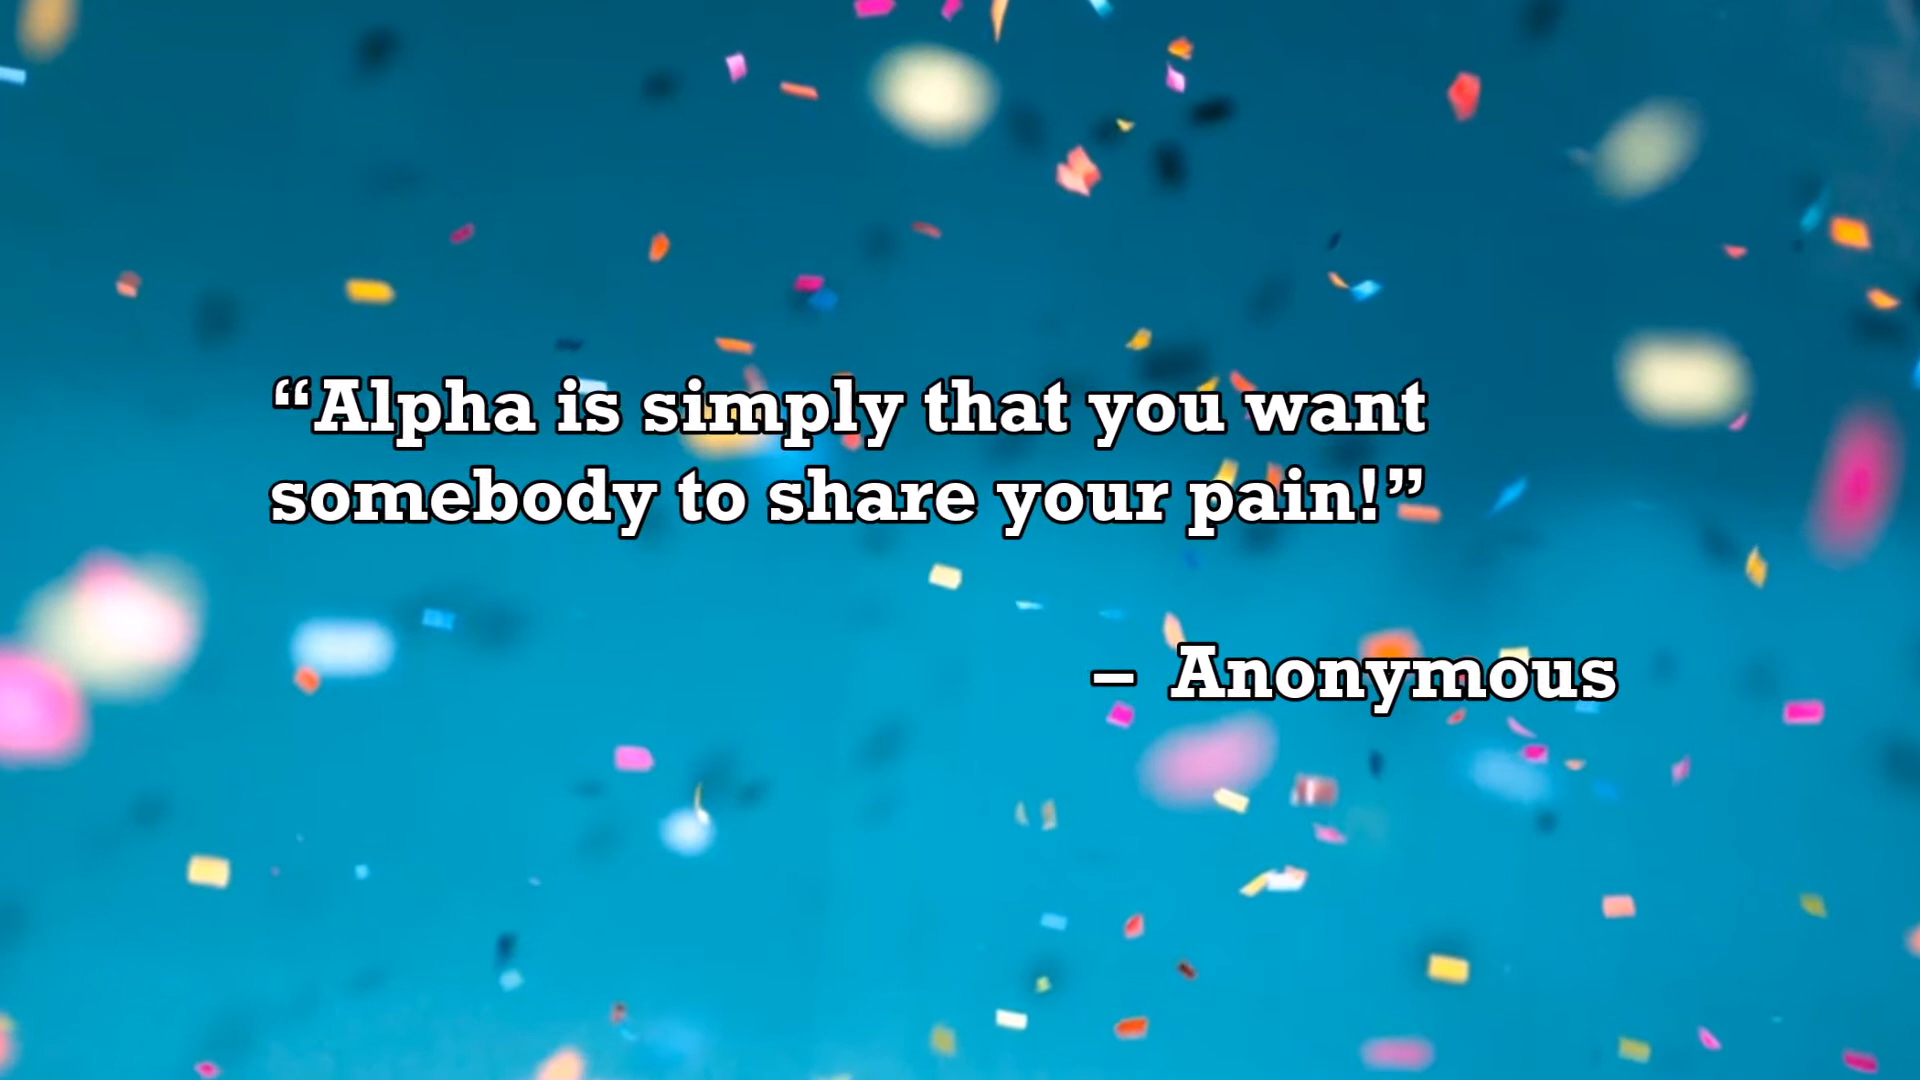 “Alpha is simply that you want
somebody to share your pain!”
– Anonymous